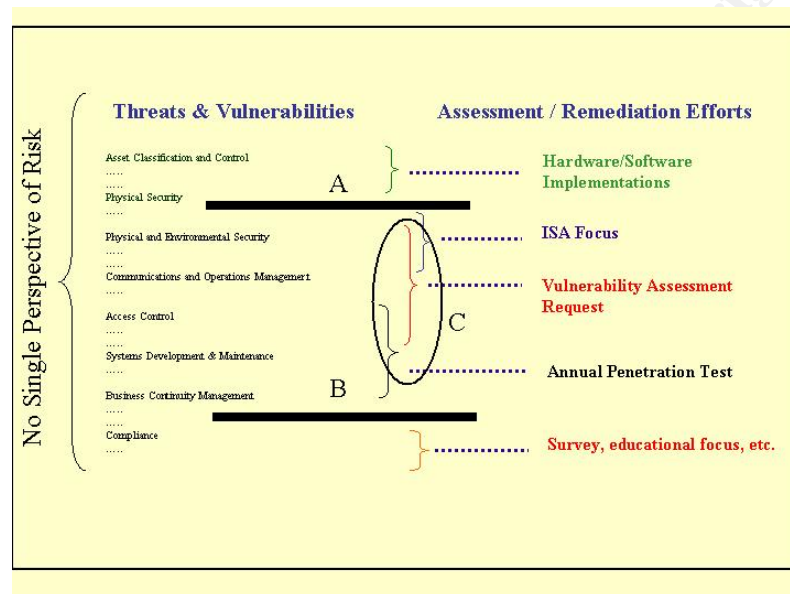 No Single Perspective of Risk
Threats & Vulnerabilities
Asset Classification and Control
.....
.....
Physical Security
.....
Physical and Environmental Security
.....
.....
Communications and Operations Management
.....
Access Control
.....
.....
Systems Development & Maintenance
.....
Business Continuity Management
.....
.....
Compliance
.....
A
B
C
Assessment / Remediation Efforts
Hardware/Software
Implementations
ISA Focus
Vulnerability Assessment
Request
Annual Penetration Test
Survey, educational focus, etc.